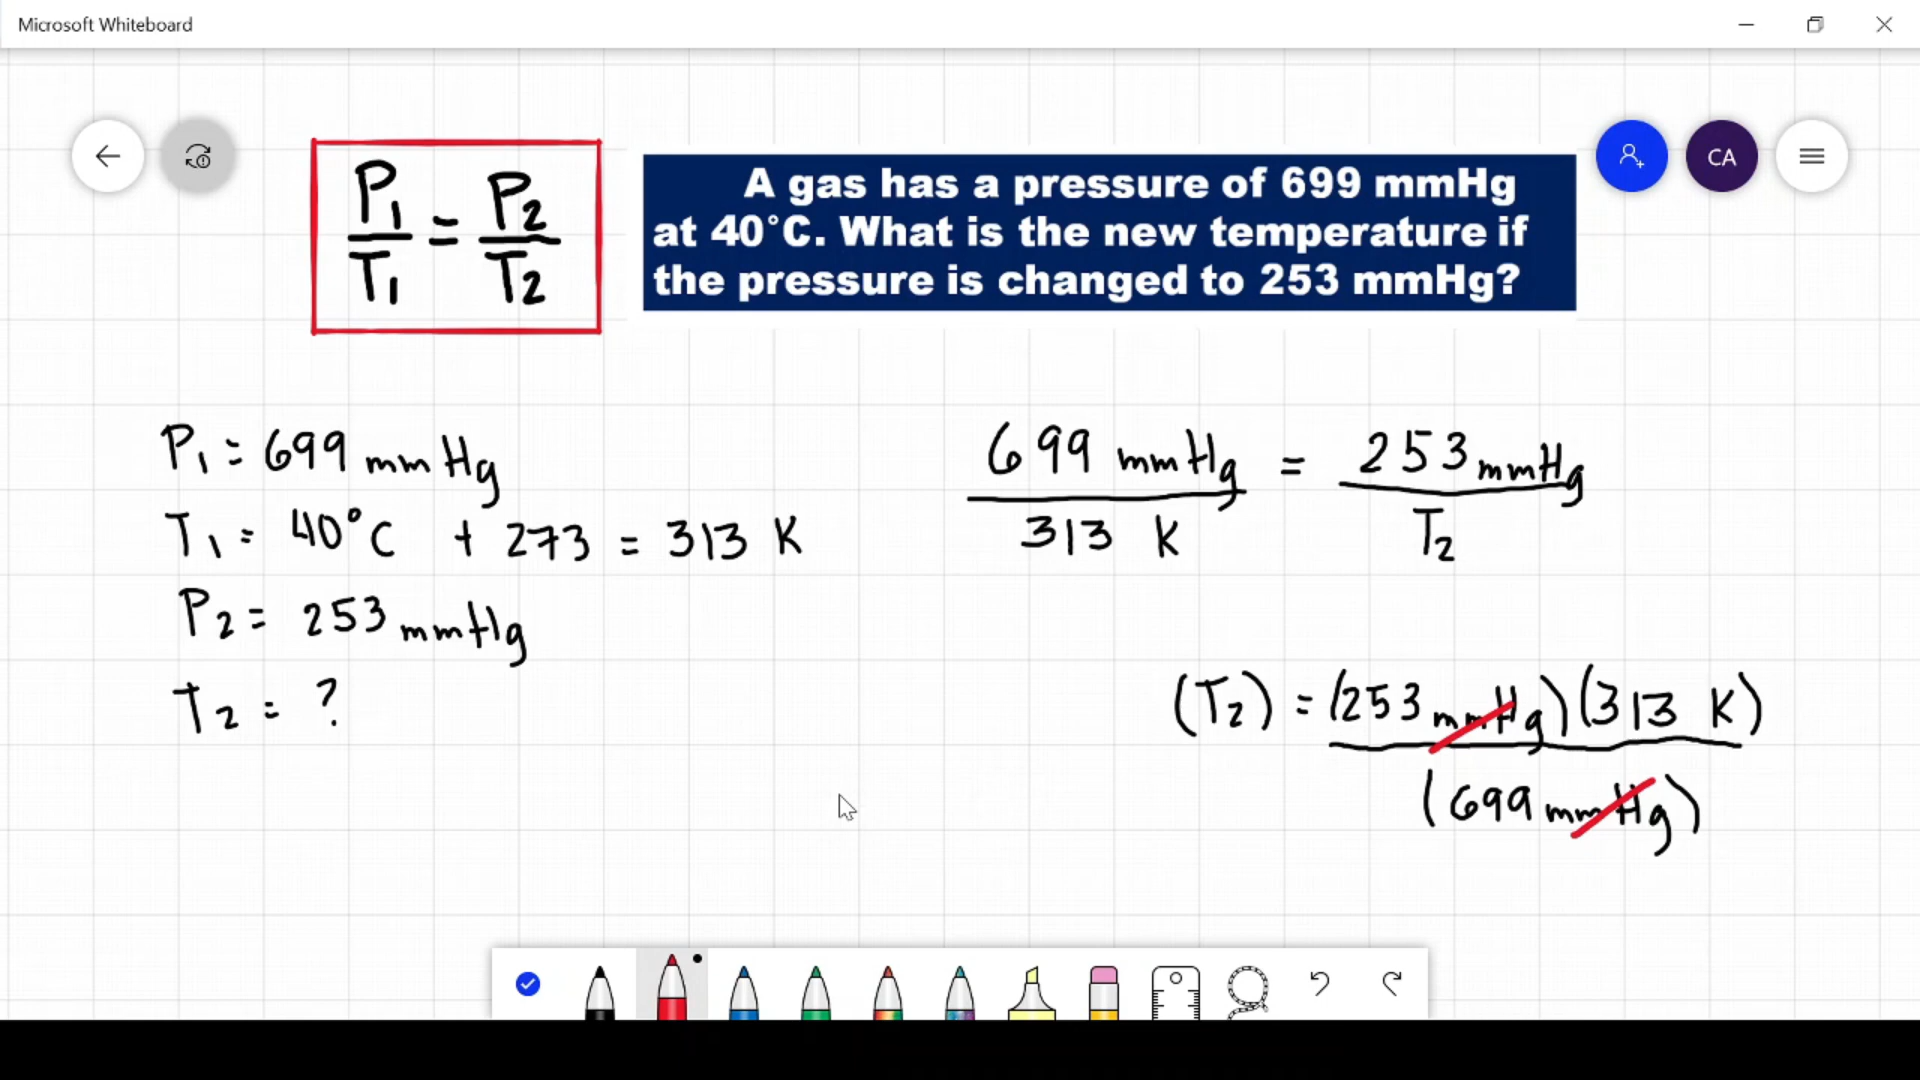 Microsoft Whiteboard
P₁/T₁ = P₂/T₂
A gas has a pressure of 699 mmHg
at 40°C. What is the new temperature if
the pressure is changed to 253 mmHg?
CA
P₁ = 699 mmHg
T₁ = 40°C + 273 = 313 K
P₂ = 253 mmHg
T₂ = ?
699 mmHg = 253 mmHg
313 K T₂
(T₂) = (253 mmHg)(313 K)
(699 mmHg)